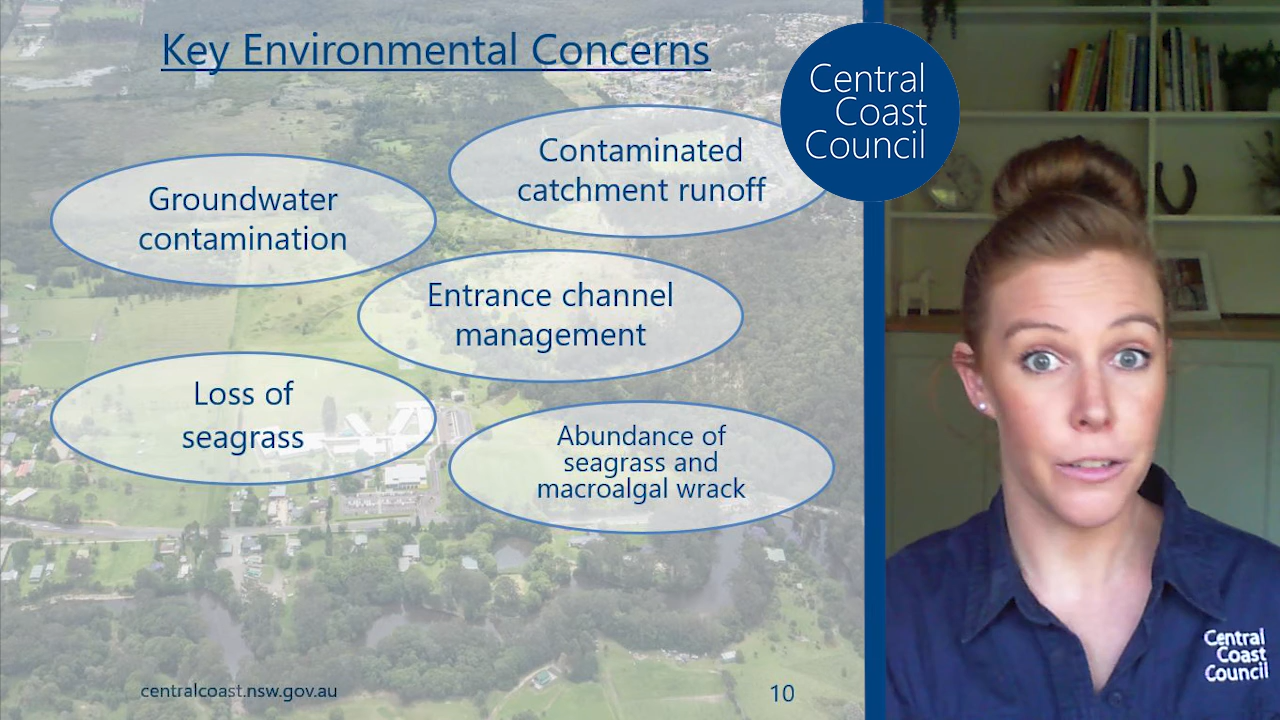 Key Environmental Concerns
Central
Coast
Council
Contaminated
catchment runoff
Groundwater
contamination
Entrance channel
management
Loss of
seagrass
Abundance of
seagrass and
macroalgal wrack
Central
Coast
Council
centralcoast.nsw.gov.au
10